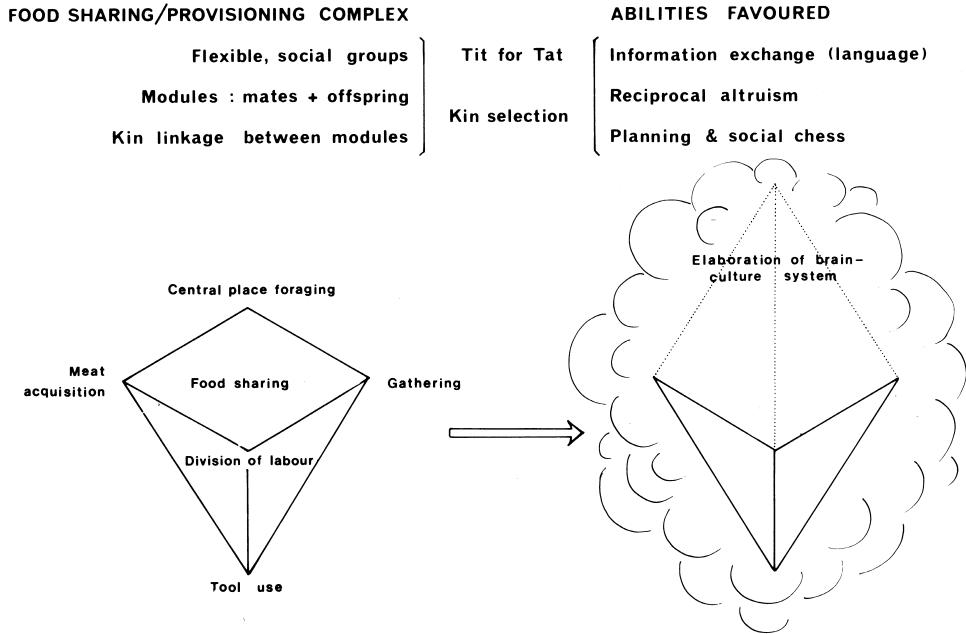 FOOD SHARING/PROVISIONING COMPLEX
Flexible, social groups
Modules : mates + offspring
Kin linkage between modules
Tit for Tat
Kin selection
ABILITIES FAVOURED
Information exchange (language)
Reciprocal altruism
Planning & social chess
Central place foraging
Meat
acquisition
Food sharing
Gathering
Division of labour
Tool use
Elaboration of brain–
culture system